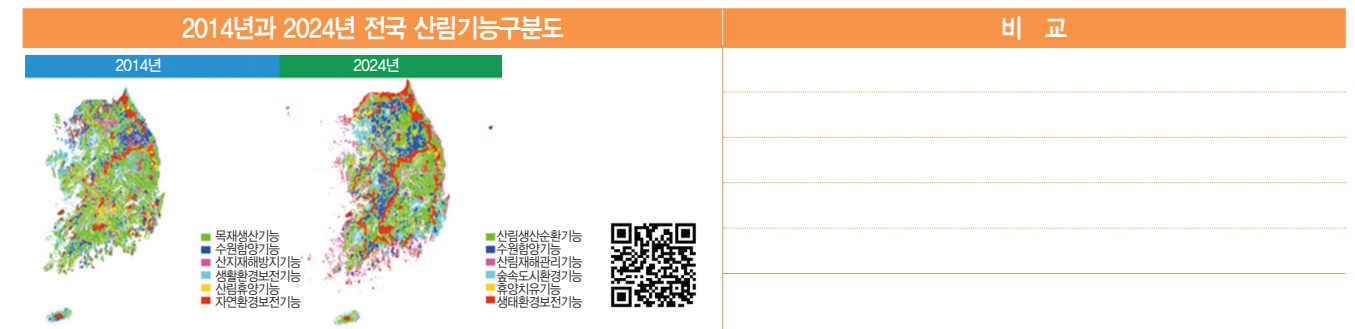 2014년과 2024년 전국 산림기능구분도
비 교
2014년
2024년
목재생산기능
수원함양기능
산지재해방지기능
생활환경보전기능
산림휴양기능
자연환경보전기능
산림생산순환기능
수원함양기능
산림재해관리기능
숲속도시환경기능
휴양치유기능
생태환경보전기능